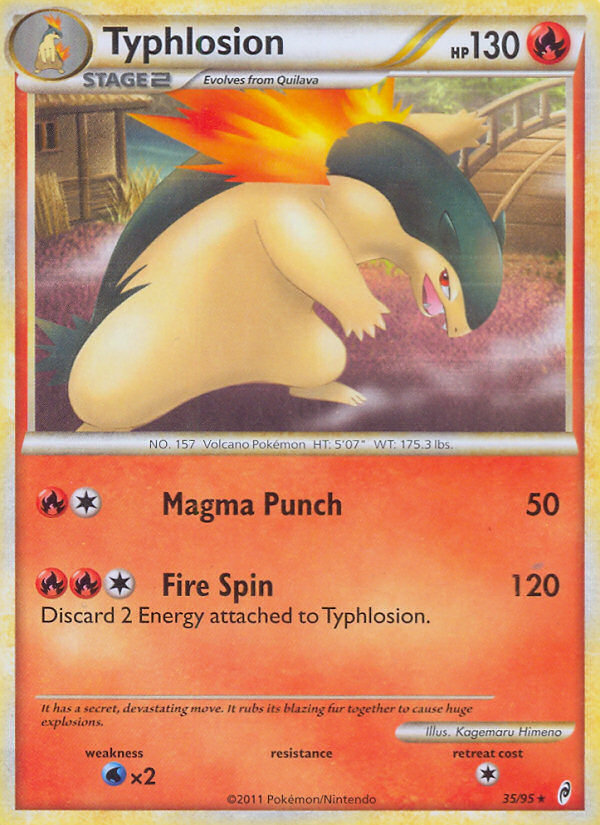 Typhlosion
HP130
STAGE2
Evolves from Quilava
NO. 157 Volcano Pokémon HT: 5'07" WT: 175.3 lbs.
Magma Punch 50
Fire Spin 120
Discard 2 Energy attached to Typhlosion.
It has a secret, devastating move. It rubs its blazing fur together to cause huge
explosions.
Illus. Kagemaru Himeno
weakness resistance retreat cost
×2
©2011 Pokémon/Nintendo 35/95 ★